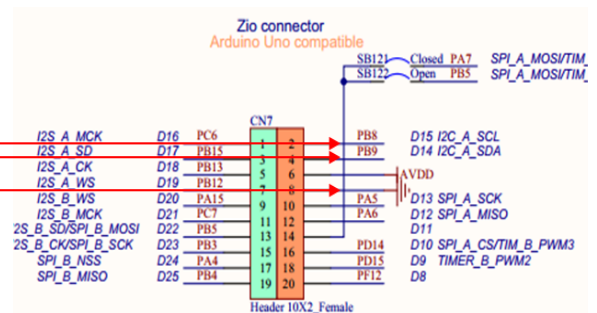 Zio connector
Arduino Uno compatible
SB121 Closed PA7 SPI_A_MOSI/TIM_
SB122 Open PB5 SPI_A_MOSI/TIM_
CN7
I2S_A_MCK D16 PC6 1 2 PB8 D15 I2C_A_SCL
I2S_A_SD D17 PB15 3 4 PB9 D14 I2C_A_SDA
I2S_A_CK D18 PB13 5 6 AVDD
I2S_A_WS D19 PB12 7 8
I2S_B_WS D20 PA15 9 10 PA5 D13 SPI_A_SCK
I2S_B_MCK D21 PC7 11 12 PA6 D12 SPI_A_MISO
2S_B_SD/SPI_B_MOSI D22 PB5 13 14 D11
2S_B_CK/SPI_B_SCK D23 PB3 15 16 PD14 D10 SPI_A_CS/TIM_B_PWM3
SPI_B_NSS D24 PA4 17 18 PD15 D9 TIMER_B_PWM2
SPI_B_MISO D25 PB4 19 20 PF12 D8
Header 10X2_Female